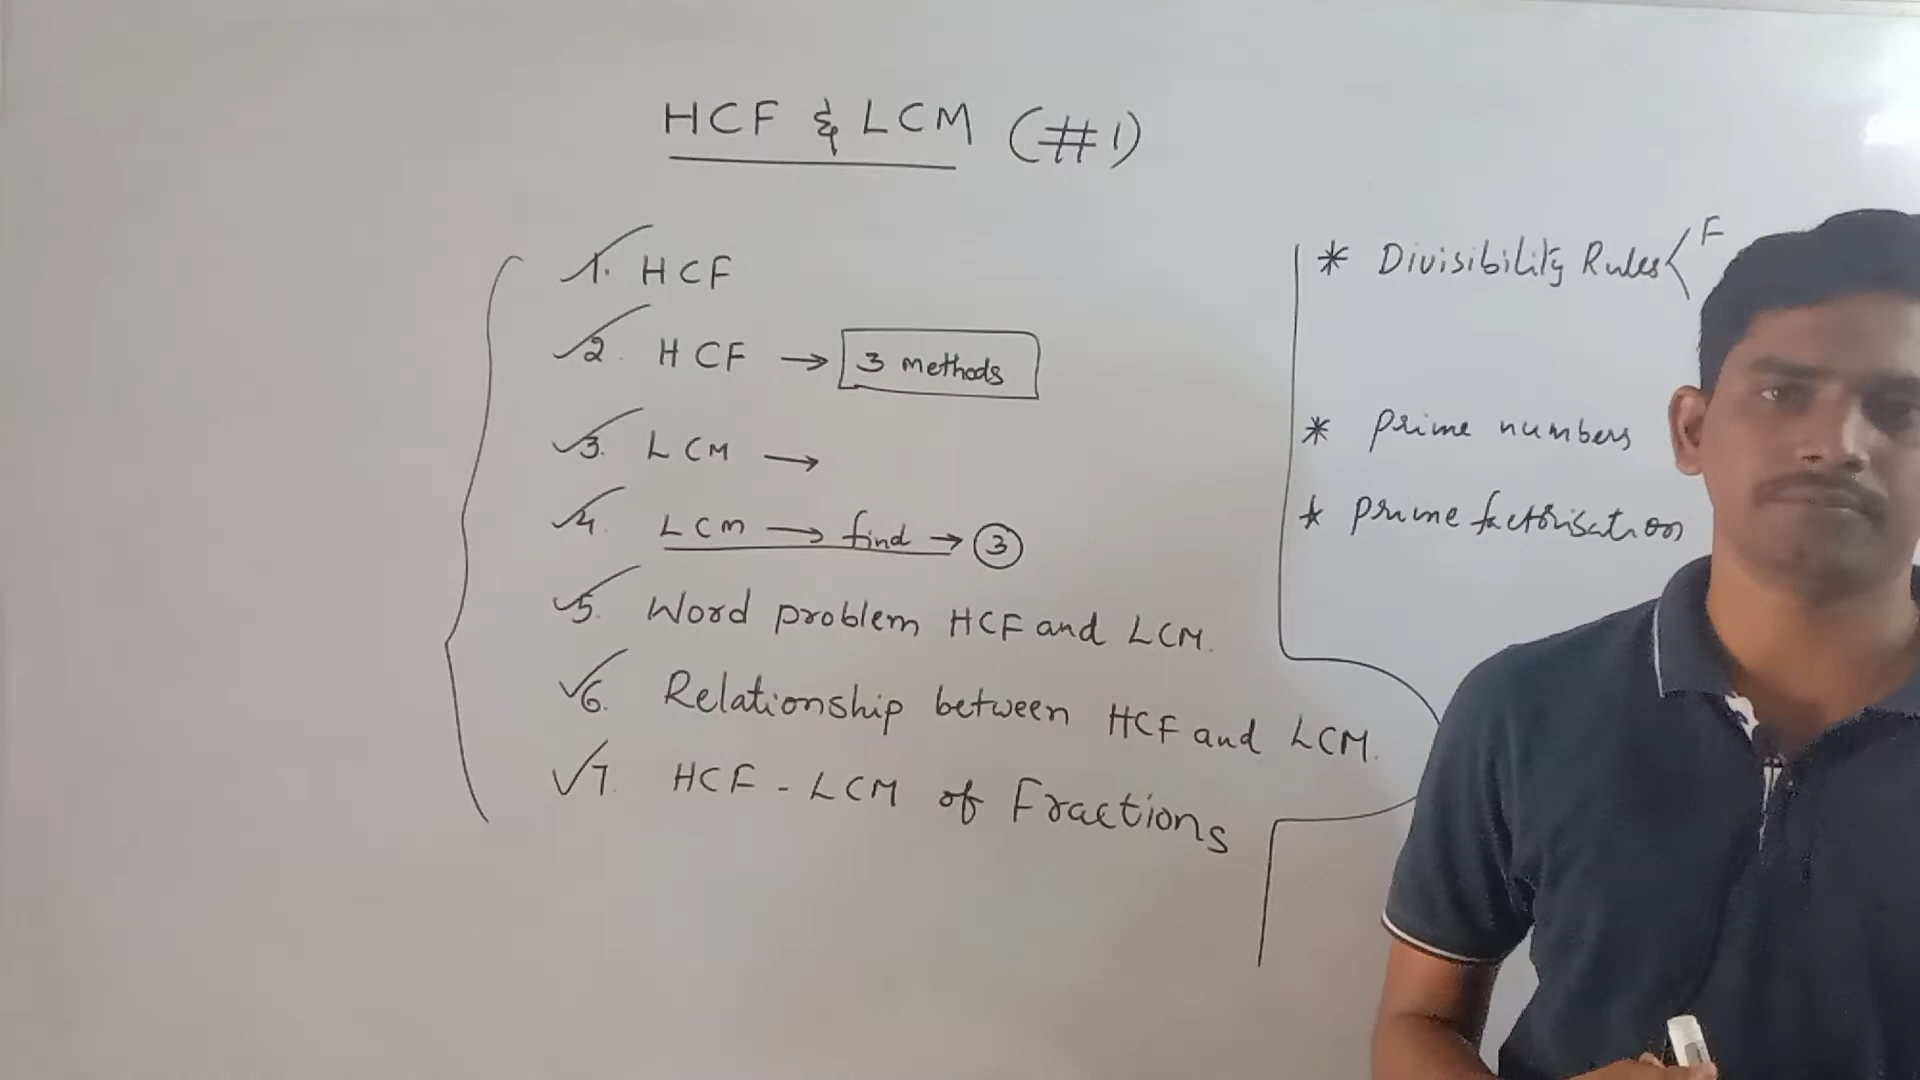 HCF & LCM (#1)
1. HCF
2. HCF → 3 methods
3. LCM →
4. LCM → find → 3
5. Word problem HCF and LCM.
6. Relationship between HCF and LCM.
7. HCF - LCM of Fractions
* Divisibility Rules < F
* Prime numbers
* Prime factorisation